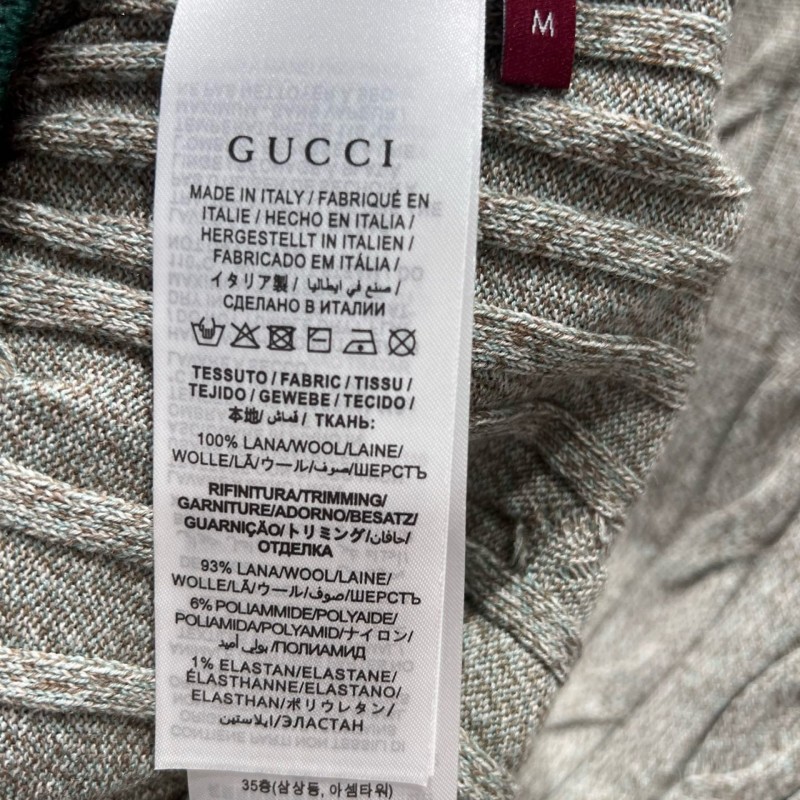 M
GUCCI
MADE IN ITALY / FABRIQUÉ EN
ITALIE / HECHO EN ITALIA /
HERGESTELLT IN ITALIEN /
FABRICADO EM ITÁLIA /
イタリア製 / صنع في ايطاليا /
СДЕЛАНО В ИТАЛИИ
TESSUTO / FABRIC / TISSU /
TEJIDO / GEWEBE / TECIDO /
本地/ قماش / ТКАНЬ:
100% LANA/WOOL/LAINE/
WOLLE/LÃ/ウール/صوف/ШЕРСТЬ
RIFINITURA/TRIMMING/
GARNITURE/ADORNO/BESATZ/
GUARNIÇÃO/トリミング/حافان/
ОТДЕЛКА
93% LANA/WOOL/LAINE/
WOLLE/LÃ/ウール/صوف/ШЕРСТЬ
6% POLIAMMIDE/POLYAIDE/
POLIAMIDA/POLYAMID/ナイロン/
بولي أميد/ПОЛИАМИД
1% ELASTAN/ELASTANE/
ÉLASTHANNE/ELASTANO/
ELASTHAN/ポリウレタン/
ايلاستين/ЭЛАСТАН
35층(삼성동, 아셈타워)